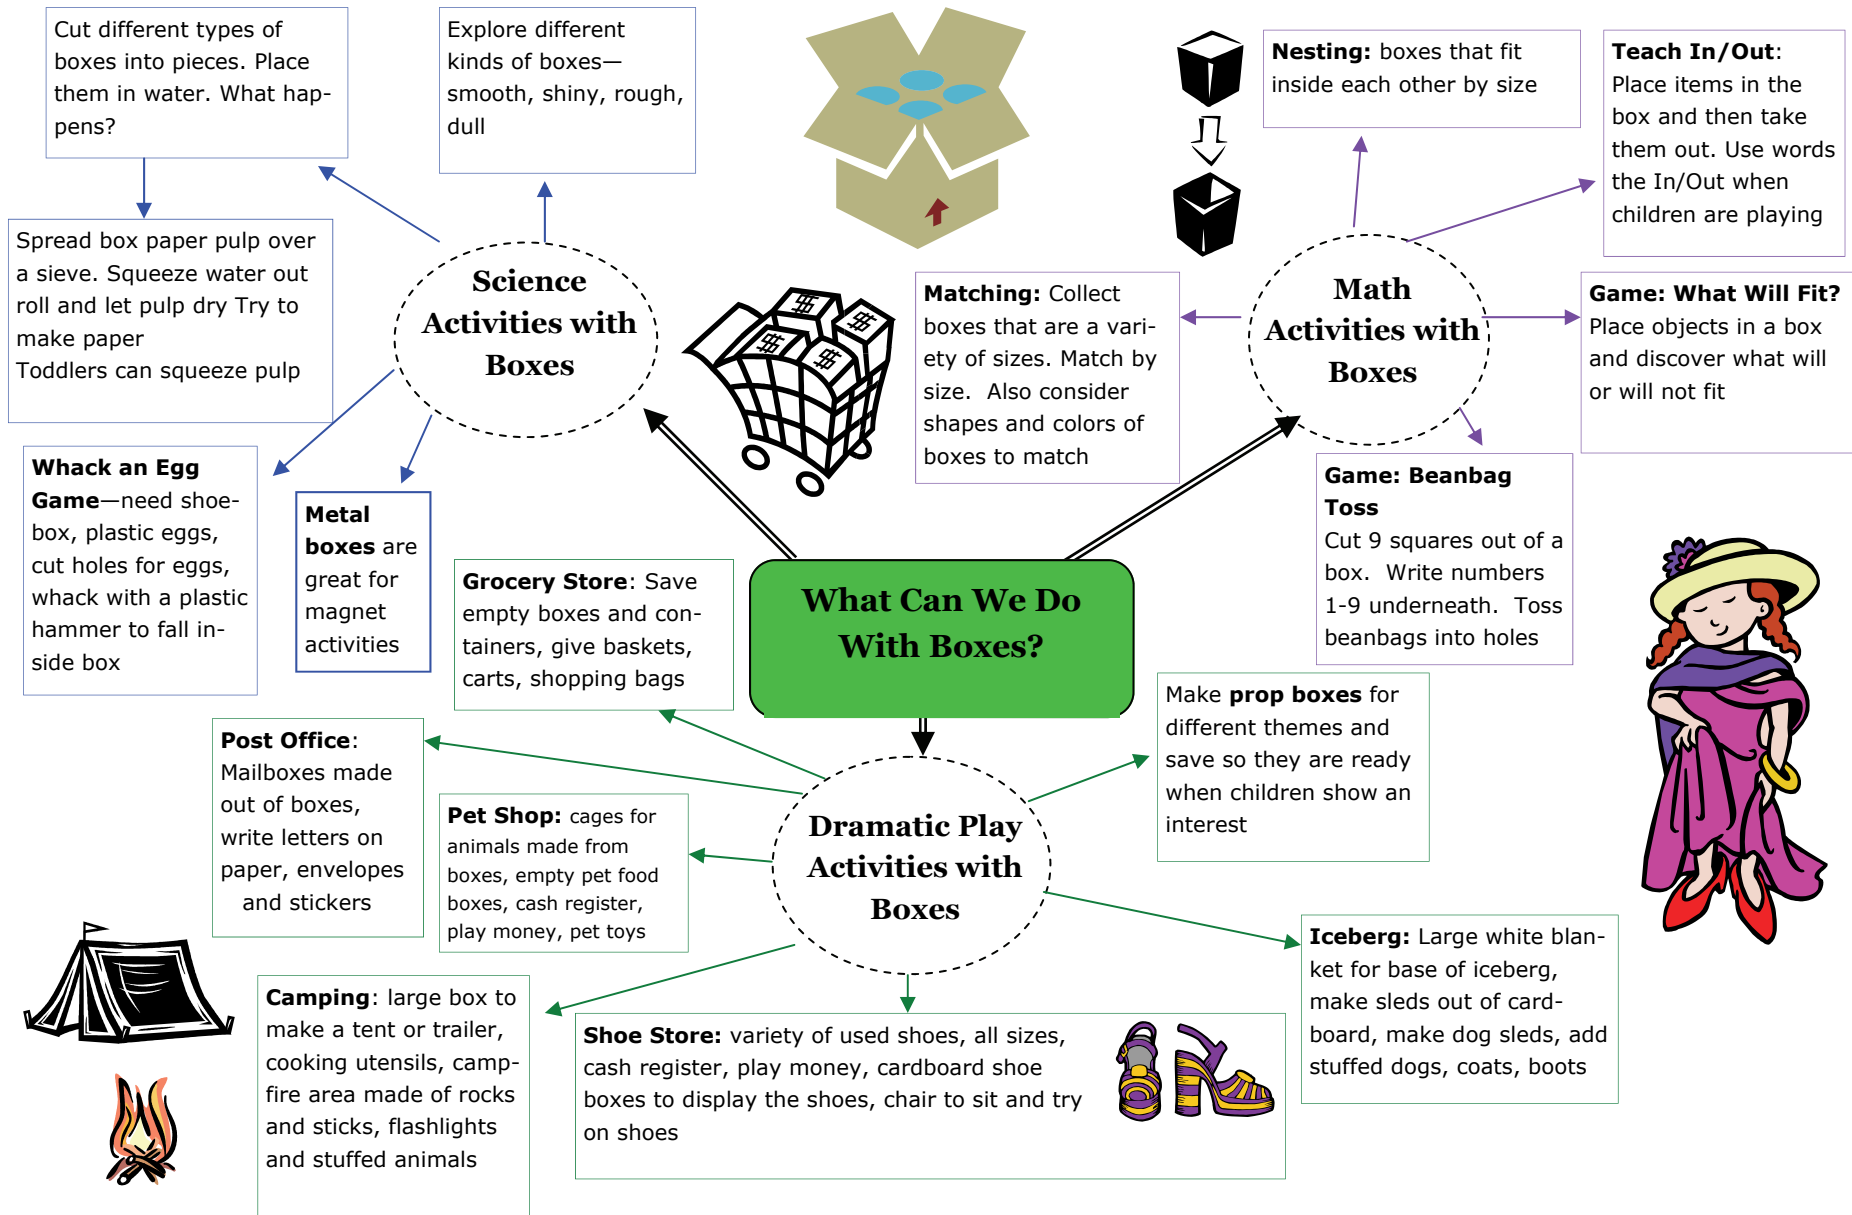 Cut different types of
boxes into pieces. Place
them in water. What hap-
pens?
Explore different
kinds of boxes—
smooth, shiny, rough,
dull
Nesting: boxes that fit
inside each other by size
Teach In/Out:
Place items in the
box and then take
them out. Use words
the In/Out when
children are playing
Spread box paper pulp over
a sieve. Squeeze water out
roll and let pulp dry Try to
make paper
Toddlers can squeeze pulp
Science
Activities with
Boxes
$ $
$ $
Matching: Collect
boxes that are a vari-
ety of sizes. Match by
size.  Also consider
shapes and colors of
boxes to match
Math
Activities with
Boxes
Game: What Will Fit?
Place objects in a box
and discover what will
or will not fit
Whack an Egg
Game—need shoe-
box, plastic eggs,
cut holes for eggs,
whack with a plastic
hammer to fall in-
side box
Metal
boxes are
great for
magnet
activities
Game: Beanbag
Toss
Cut 9 squares out of a
box.  Write numbers
1-9 underneath.  Toss
beanbags into holes
Grocery Store: Save
empty boxes and con-
tainers, give baskets,
carts, shopping bags
What Can We Do
With Boxes?
Make prop boxes for
different themes and
save so they are ready
when children show an
interest
Post Office:
Mailboxes made
out of boxes,
write letters on
paper, envelopes
and stickers
Pet Shop: cages for
animals made from
boxes, empty pet food
boxes, cash register,
play money, pet toys
Dramatic Play
Activities with
Boxes
Iceberg: Large white blan-
ket for base of iceberg,
make sleds out of card-
board, make dog sleds, add
stuffed dogs, coats, boots
Camping: large box to
make a tent or trailer,
cooking utensils, camp-
fire area made of rocks
and sticks, flashlights
and stuffed animals
Shoe Store: variety of used shoes, all sizes,
cash register, play money, cardboard shoe
boxes to display the shoes, chair to sit and try
on shoes